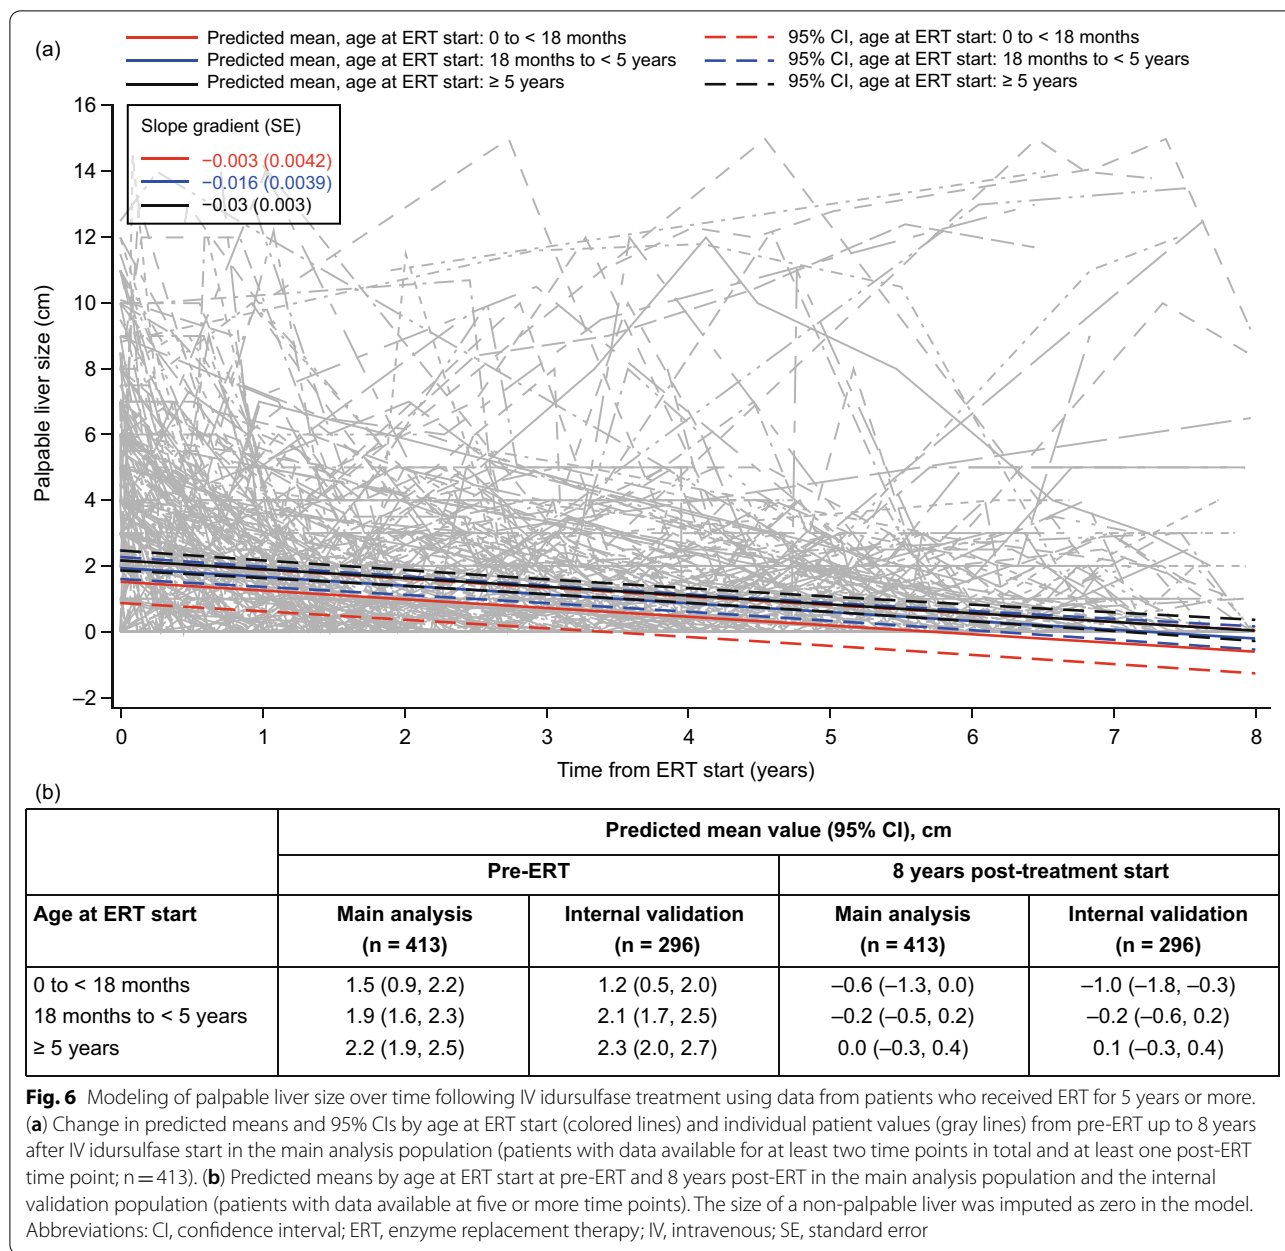 (a)
Predicted mean, age at ERT start: 0 to < 18 months
Predicted mean, age at ERT start: 18 months to < 5 years
Predicted mean, age at ERT start: ≥ 5 years
95% CI, age at ERT start: 0 to < 18 months
95% CI, age at ERT start: 18 months to < 5 years
95% CI, age at ERT start: ≥ 5 years
Slope gradient (SE)
−0.003 (0.0042)
−0.016 (0.0039)
−0.03 (0.003)
Palpable liver size (cm)
16
14
12
10
8
6
4
2
0
–2
0 1 2 3 4 5 6 7 8
Time from ERT start (years)
(b)
Predicted mean value (95% CI), cm
Pre-ERT 8 years post-treatment start
Age at ERT start Main analysis Internal validation Main analysis Internal validation
(n = 413) (n = 296) (n = 413) (n = 296)
0 to < 18 months 1.5 (0.9, 2.2) 1.2 (0.5, 2.0) –0.6 (–1.3, 0.0) –1.0 (–1.8, –0.3)
18 months to < 5 years 1.9 (1.6, 2.3) 2.1 (1.7, 2.5) –0.2 (–0.5, 0.2) –0.2 (–0.6, 0.2)
≥ 5 years 2.2 (1.9, 2.5) 2.3 (2.0, 2.7) 0.0 (–0.3, 0.4) 0.1 (–0.3, 0.4)
Fig. 6 Modeling of palpable liver size over time following IV idursulfase treatment using data from patients who received ERT for 5 years or more.
(a) Change in predicted means and 95% CIs by age at ERT start (colored lines) and individual patient values (gray lines) from pre-ERT up to 8 years
after IV idursulfase start in the main analysis population (patients with data available for at least two time points in total and at least one post-ERT
time point; n = 413). (b) Predicted means by age at ERT start at pre-ERT and 8 years post-ERT in the main analysis population and the internal
validation population (patients with data available at five or more time points). The size of a non-palpable liver was imputed as zero in the model.
Abbreviations: CI, confidence interval; ERT, enzyme replacement therapy; IV, intravenous; SE, standard error